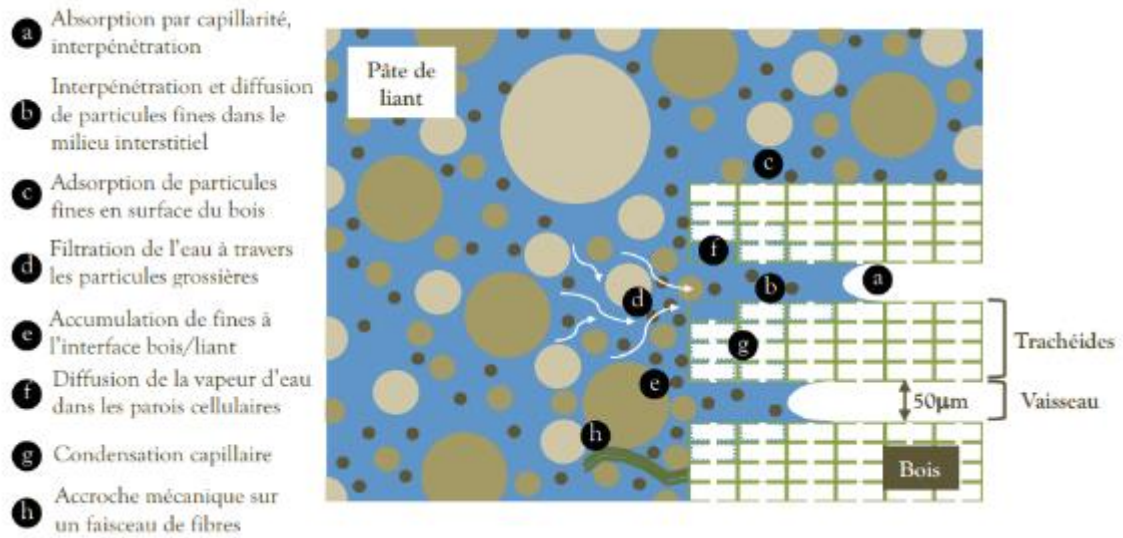 a Absorption par capillarité,
interpénétration
b Interpénétration et diffusion
de particules fines dans le
milieu interstitiel
c Adsorption de particules
fines en surface du bois
d Filtration de l'eau à travers
les particules grossières
e Accumulation de fines à
l'interface bois/liant
f Diffusion de la vapeur d'eau
dans les parois cellulaires
g Condensation capillaire
h Accroche mécanique sur
un faisceau de fibres
Pâte de
liant
c
f
a
b
d
g
e
h
Trachéides
50µm
Vaisseau
Bois